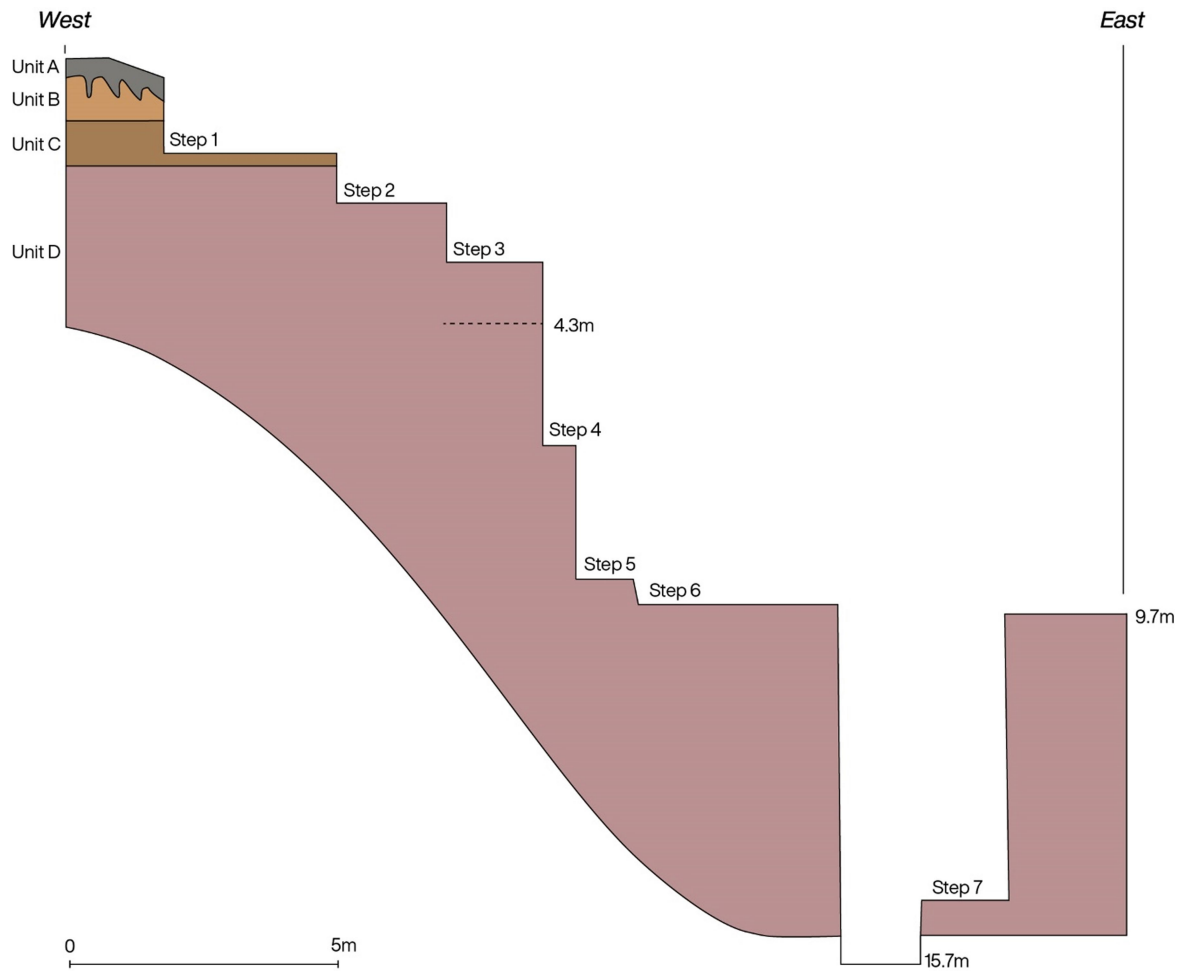 West
East
Unit A
Unit B
Unit C
Step 1
Step 2
Unit D
Step 3
4.3m
Step 4
Step 5
Step 6
9.7m
Step 7
0
5m
15.7m